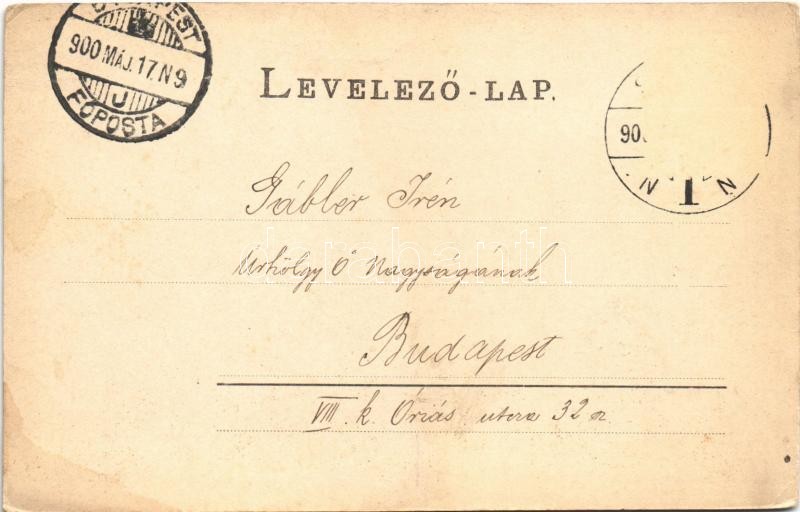 BUDAPEST
900 MÁJ. 17. N 9
J
FŐPOSTA
LEVELEZŐ-LAP.
90
T
N
Gábler Irén
Úrhölgy Ő Nagyságának
Budapest
VIII. k. Óriás utcza 32 sz
darabanth